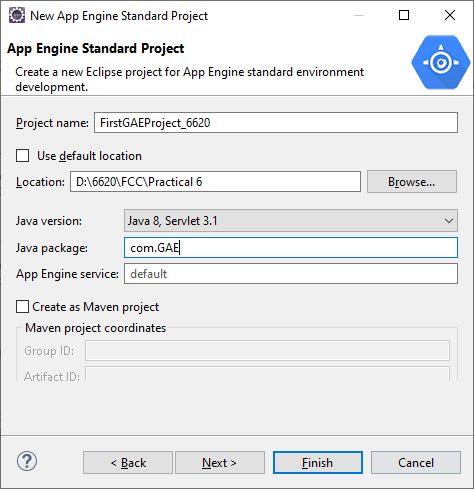 New App Engine Standard Project
App Engine Standard Project
Create a new Eclipse project for App Engine standard environment
development.
Project name: FirstGAEProject_6620
Use default location
Location: D:\6620\FCC\Practical 6 Browse...
Java version: Java 8, Servlet 3.1
Java package: com.GAE
App Engine service: default
Create as Maven project
Maven project coordinates
Group ID:
Artifact ID:
? < Back Next > Finish Cancel